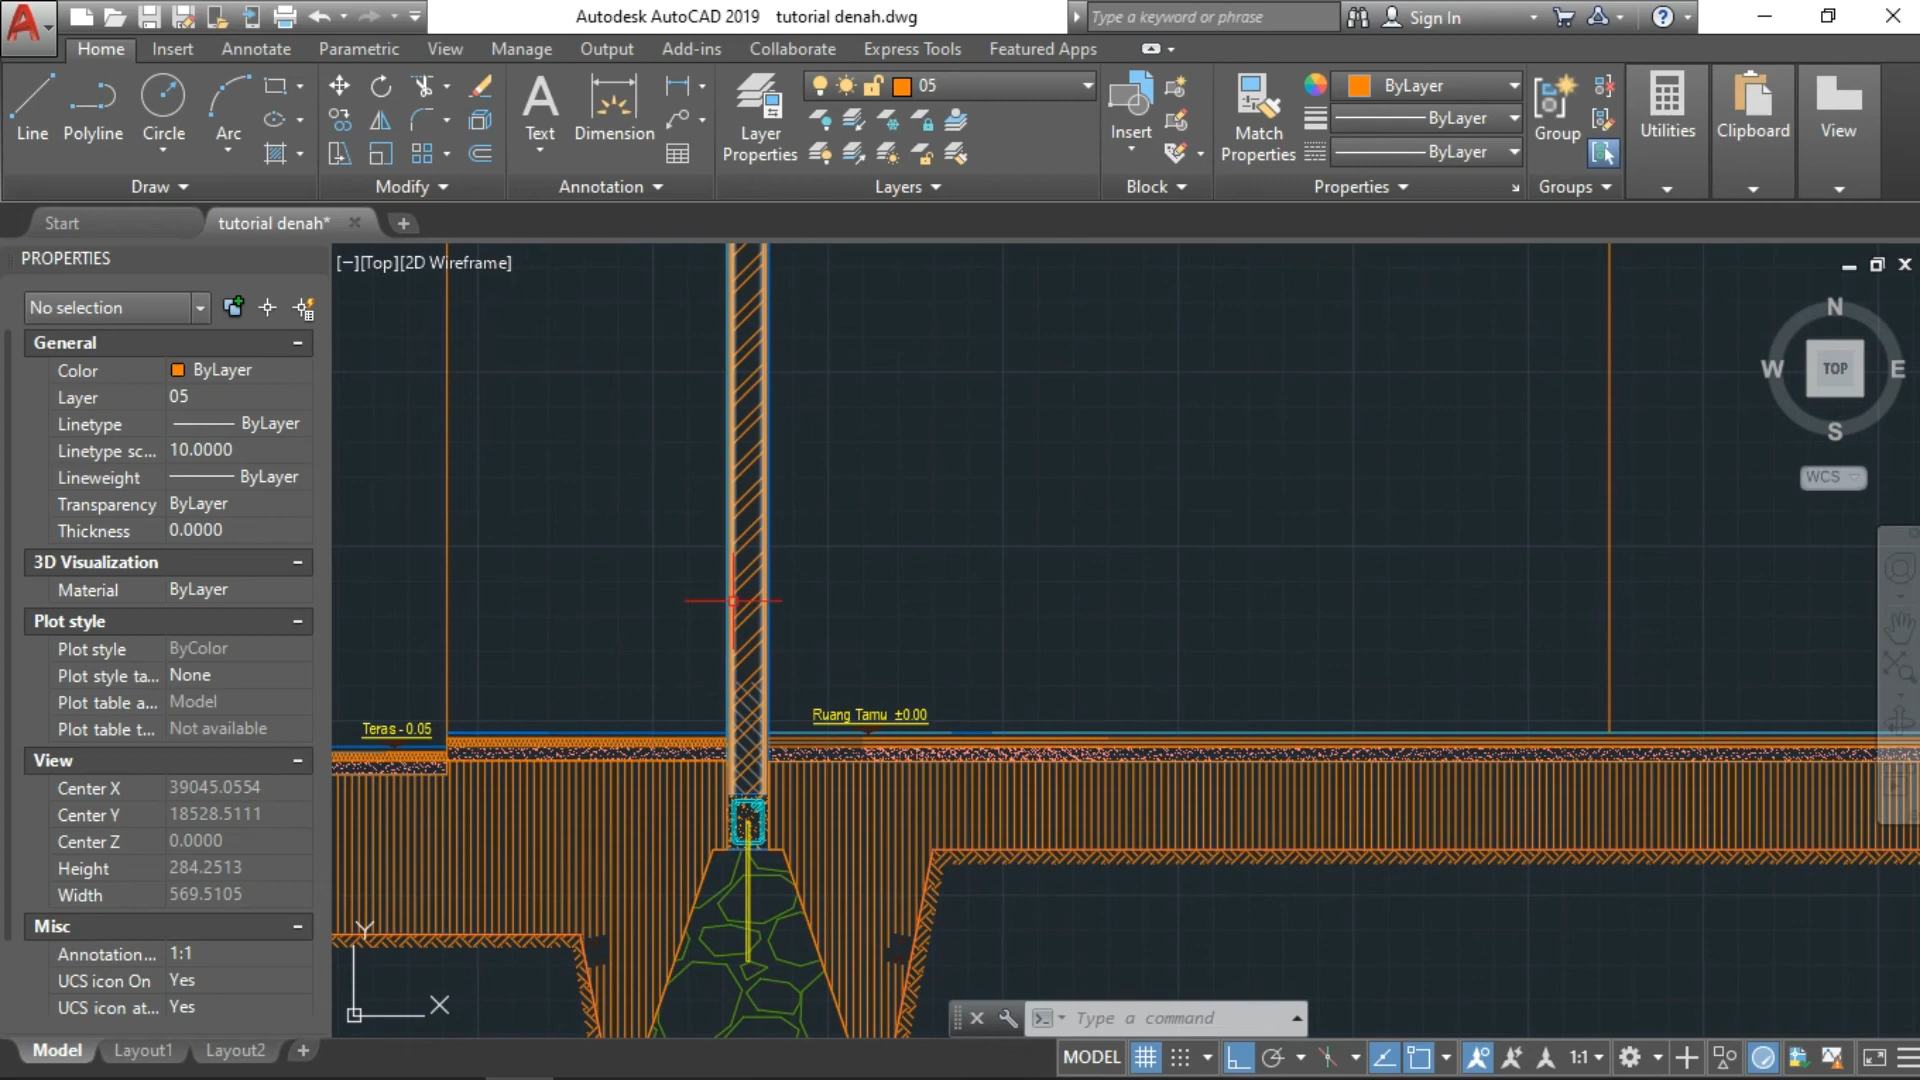 Autodesk AutoCAD 2019 tutorial denah.dwg
Type a keyword or phrase
Sign In
Home Insert Annotate Parametric View Manage Output Add-ins Collaborate Express Tools Featured Apps
05
ByLayer
ByLayer
ByLayer
Line Polyline Circle Arc
Text Dimension
Layer Properties
Insert
Match Properties
Group
Utilities Clipboard View
Draw Modify Annotation Layers Block Properties Groups
Start tutorial denah*
PROPERTIES
[−][Top][2D Wireframe]
No selection
General
Color ByLayer
Layer 05
Linetype ByLayer
Linetype sc... 10.0000
Lineweight ByLayer
Transparency ByLayer
Thickness 0.0000
3D Visualization
Material ByLayer
Plot style
Plot style ByColor
Plot style ta... None
Plot table a... Model
Plot table t... Not available
View
Center X 39045.0554
Center Y 18528.5111
Center Z 0.0000
Height 284.2513
Width 569.5105
Misc
Annotation... 1:1
UCS icon On Yes
UCS icon at... Yes
N
W TOP E
S
WCS
Teras - 0.05
Ruang Tamu ±0.00
Y
X
Type a command
Model Layout1 Layout2
MODEL
1:1